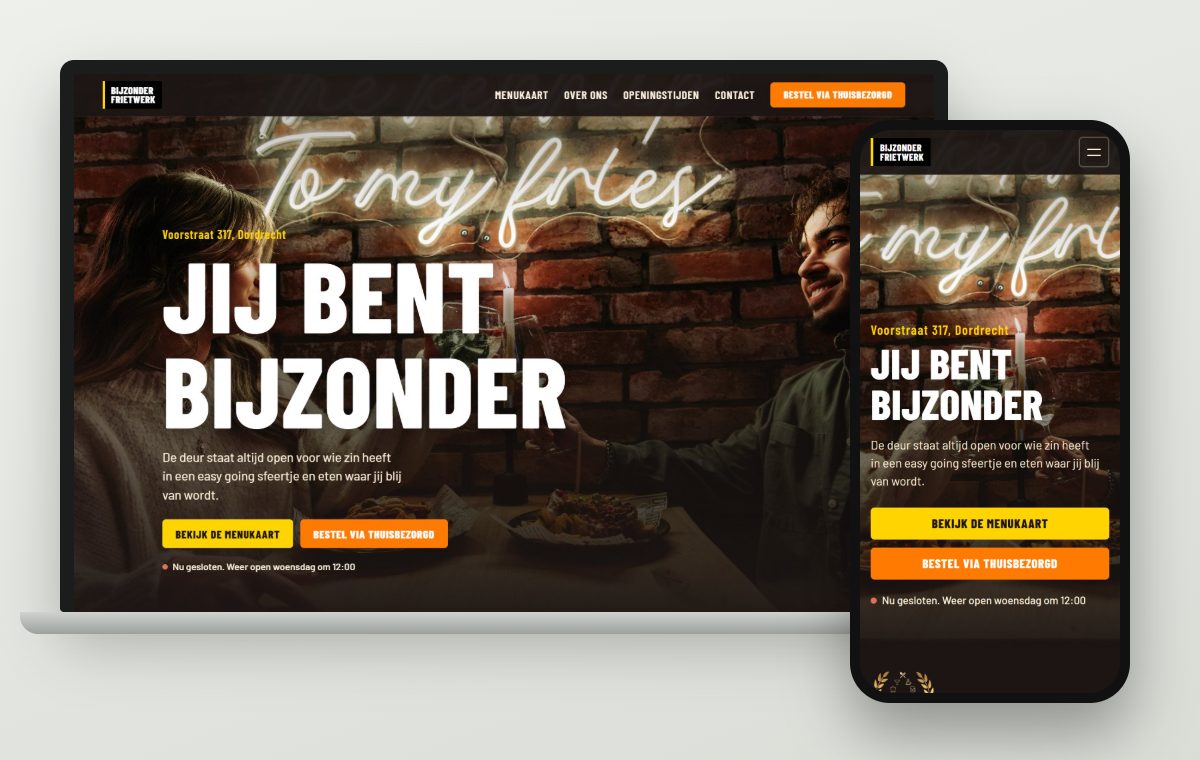 BIJZONDER
FRIETWERK
MENUKAART OVER ONS OPENINGSTIJDEN CONTACT BESTEL VIA THUISBEZORGD
To my fries
Voorstraat 317, Dordrecht
JIJ BENT
BIJZONDER
De deur staat altijd open voor wie zin heeft
in een easy going sfeertje en eten waar jij blij
van wordt.
BEKIJK DE MENUKAART BESTEL VIA THUISBEZORGD
Nu gesloten. Weer open woensdag om 12:00
BIJZONDER
FRIETWERK
my fri
Voorstraat 317, Dordrecht
JIJ BENT
BIJZONDER
De deur staat altijd open voor wie zin heeft
in een easy going sfeertje en eten waar jij blij
van wordt.
BEKIJK DE MENUKAART
BESTEL VIA THUISBEZORGD
Nu gesloten. Weer open woensdag om 12:00